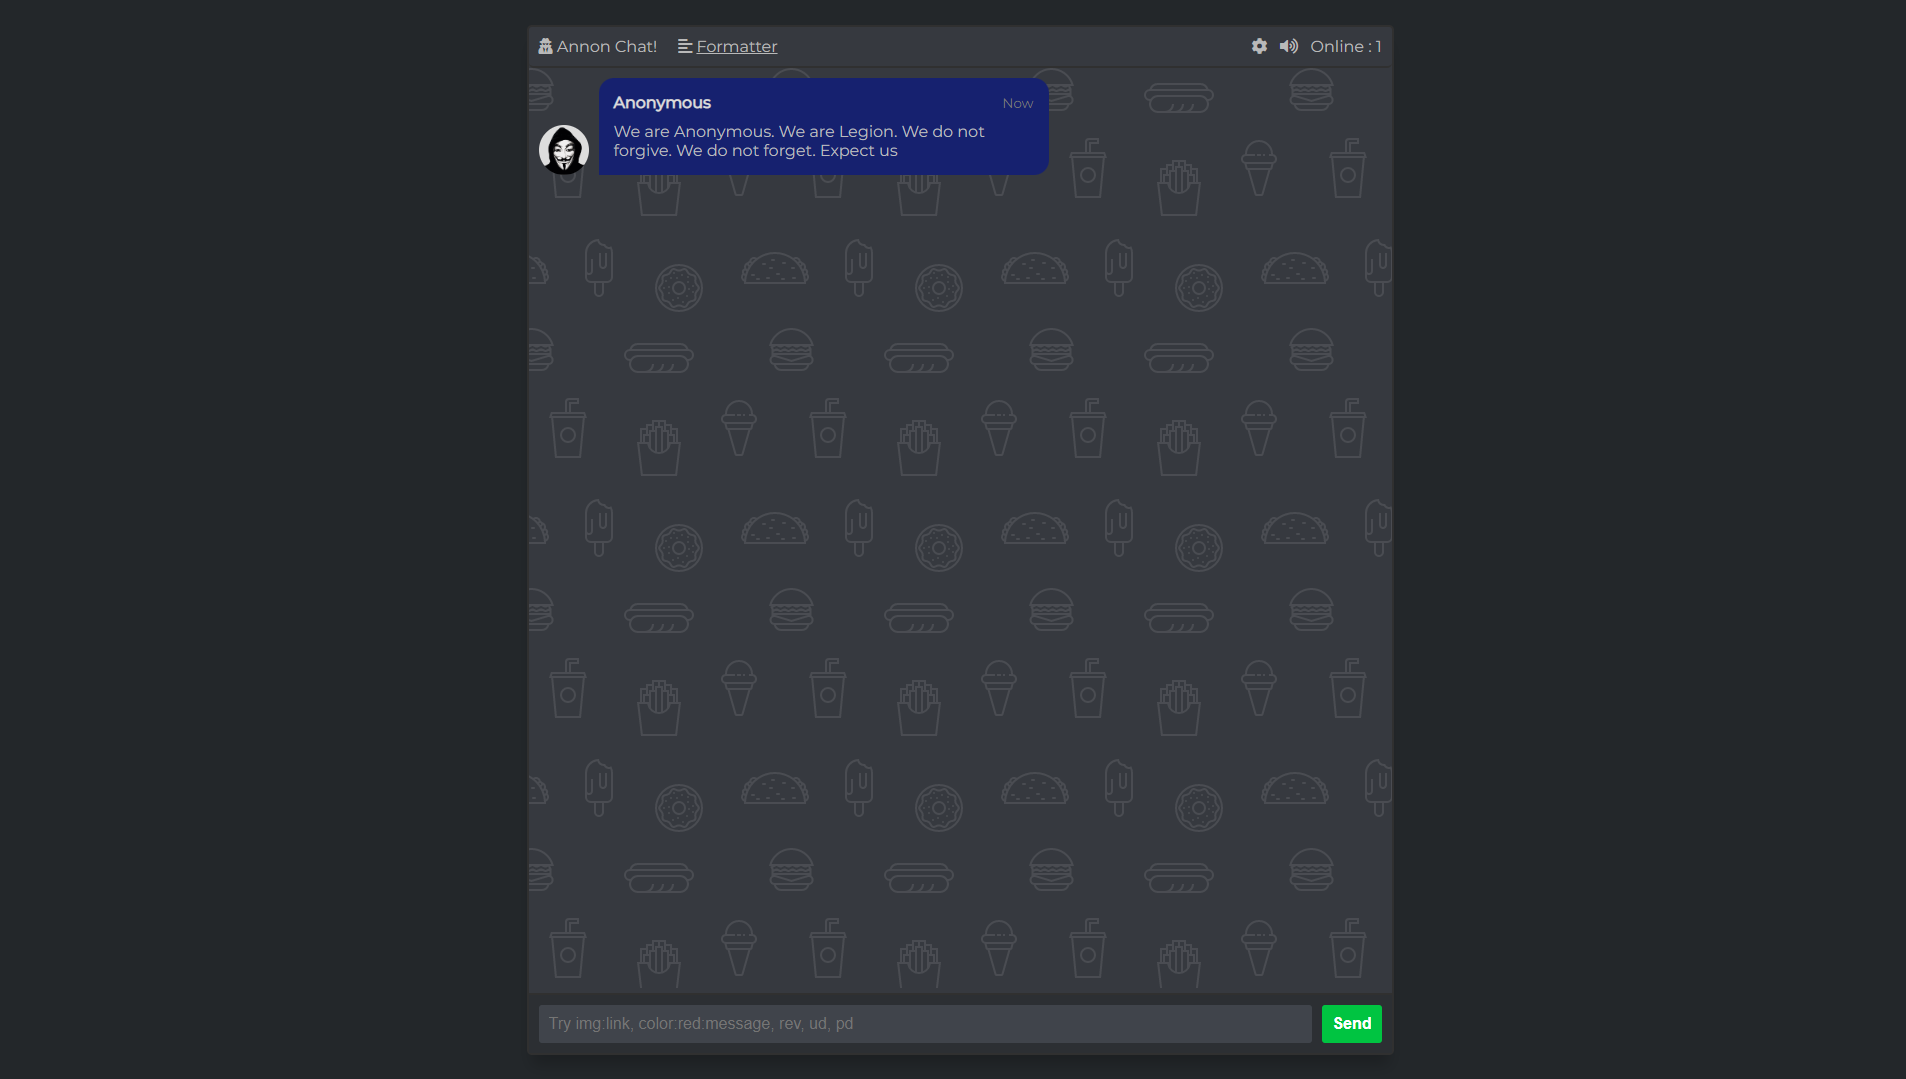 Annon Chat! Formatter Online : 1
Anonymous Now
We are Anonymous. We are Legion. We do not
forgive. We do not forget. Expect us
Try img:link, color:red:message, rev, ud, pd Send